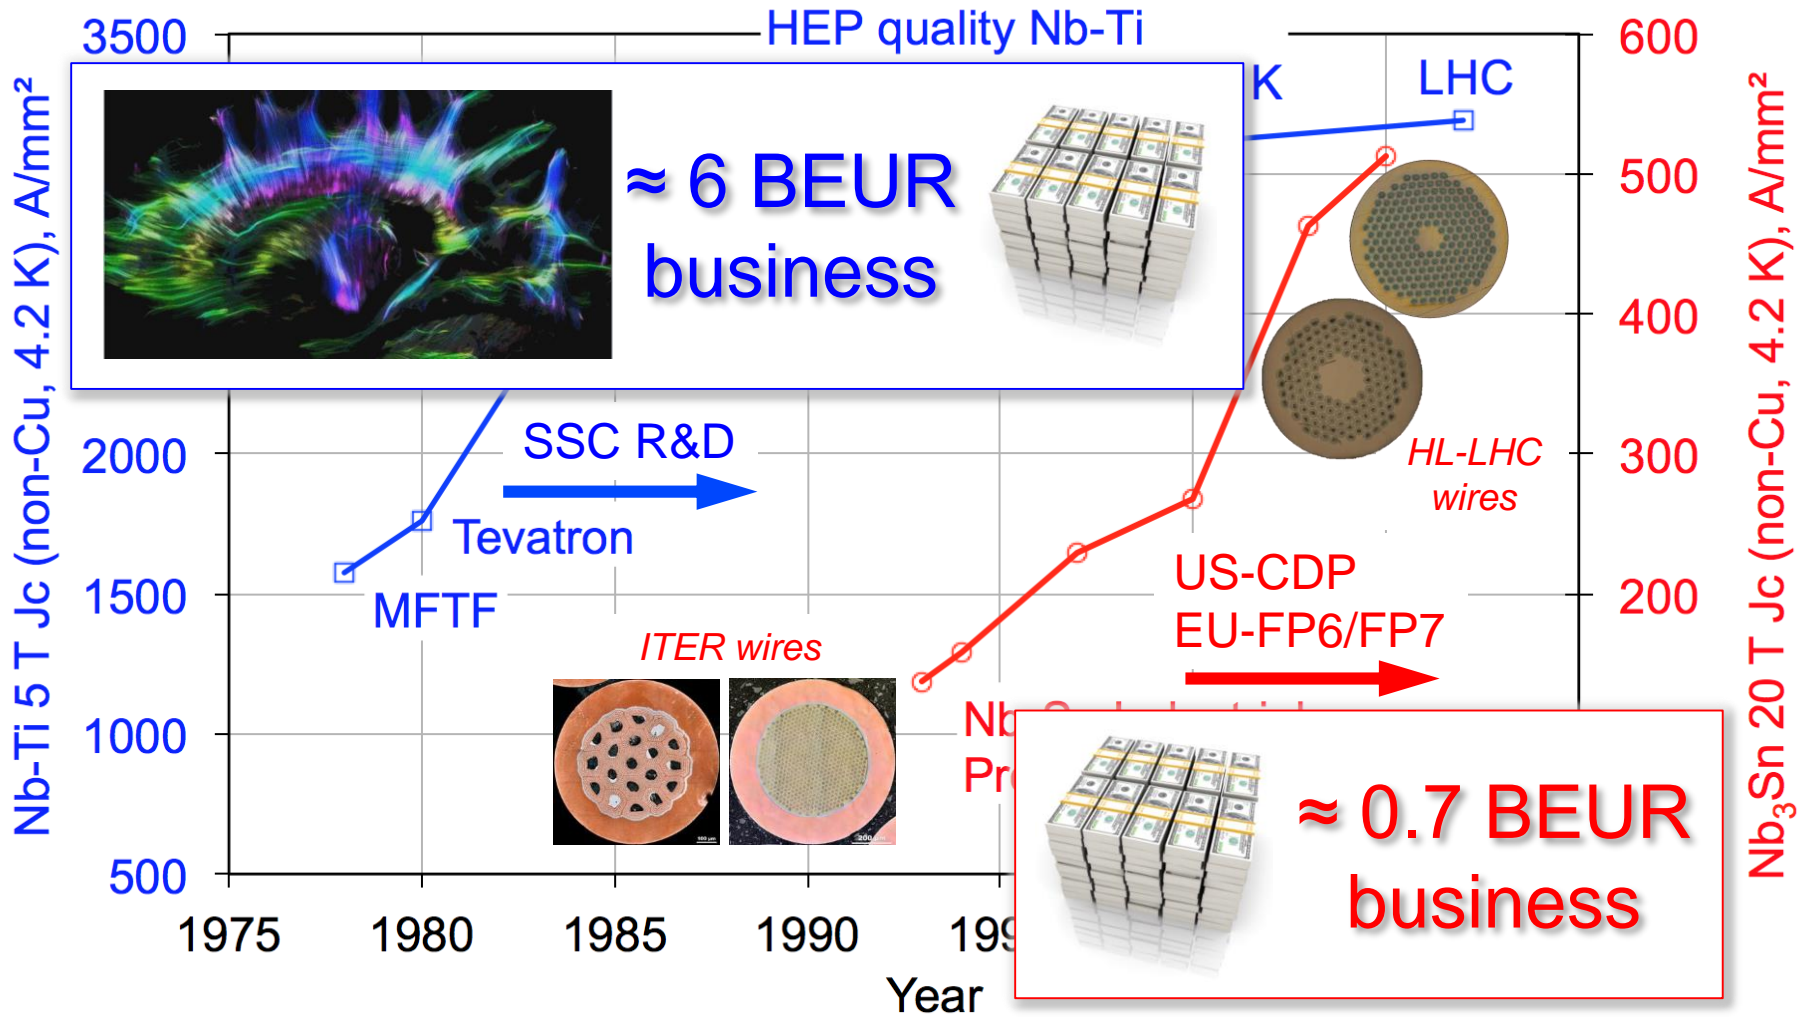 HEP quality Nb-Ti
3500
600
K
LHC
≈ 6 BEUR
business
500
400
Nb-Ti 5 T Jc (non-Cu, 4.2 K), A/mm²
Nb₃Sn 20 T Jc (non-Cu, 4.2 K), A/mm²
2000
SSC R&D
300
HL-LHC
wires
Tevatron
1500
MFTF
US-CDP
EU-FP6/FP7
200
ITER wires
1000
Nb
Pr
≈ 0.7 BEUR
business
500
1975
1980
1985
1990
199
Year